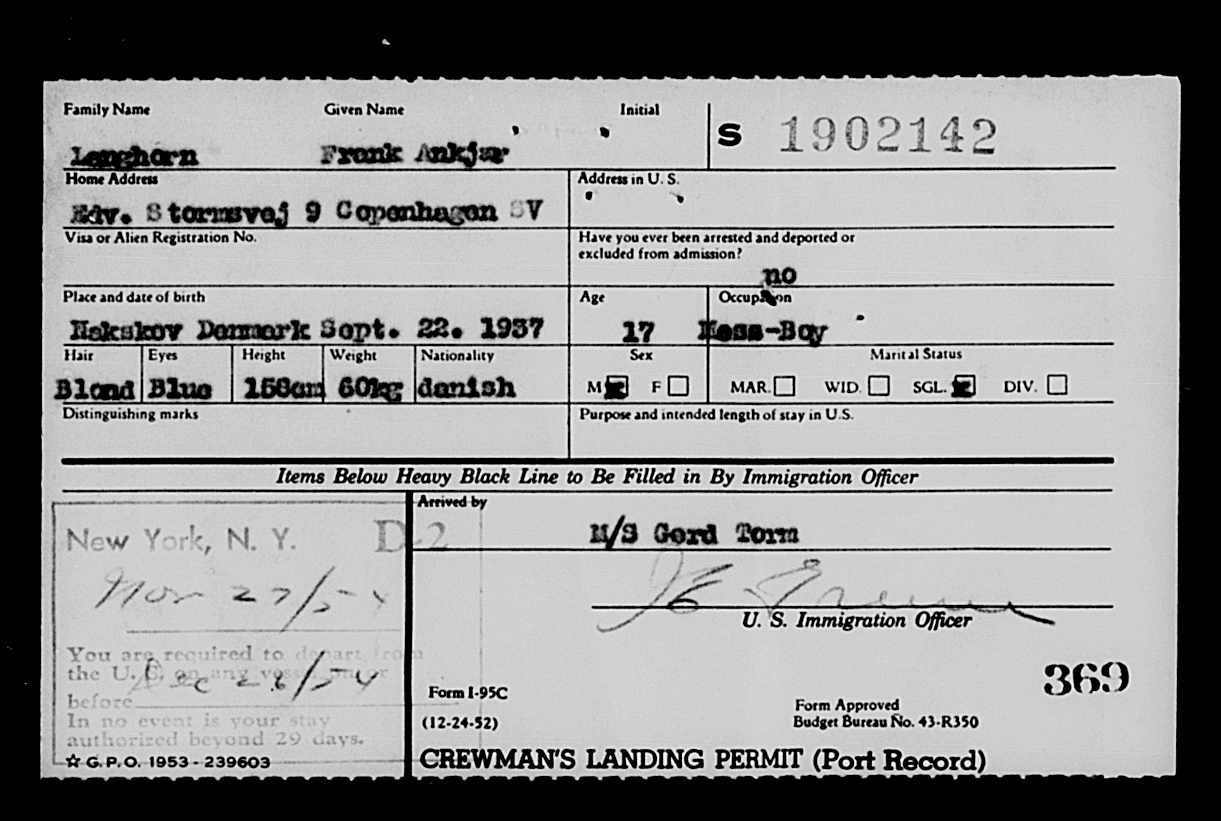 Family Name Given Name Initial
S 1902142
Langhorn Frank Ankjær
Home Address Address in U. S.
Edv. Stormsvej 9 Copenhagen SV
Visa or Alien Registration No. Have you ever been arrested and deported or
excluded from admission?
no
Place and date of birth Age Occupation
Nakskov Denmark Sept. 22. 1937 17 Mess-Boy
Hair Eyes Height Weight Nationality Sex Marital Status
Blond Blue 158cm 60kg danish M F MAR. WID. SGL. DIV.
Distinguishing marks Purpose and intended length of stay in U.S.
Items Below Heavy Black Line to Be Filled in By Immigration Officer
Arrived by
New York, N. Y. D-2
M/S Gerd Torm
Nov 27/54
U. S. Immigration Officer
You are required to depart from
the U.S. on any vessel on or
before
Dec 26/54
In no event is your stay
authorized beyond 29 days.
☆ G.P.O. 1953-239603
369
Form I-95C
(12-24-52)
Form Approved
Budget Bureau No. 43-R350
CREWMAN'S LANDING PERMIT (Port Record)